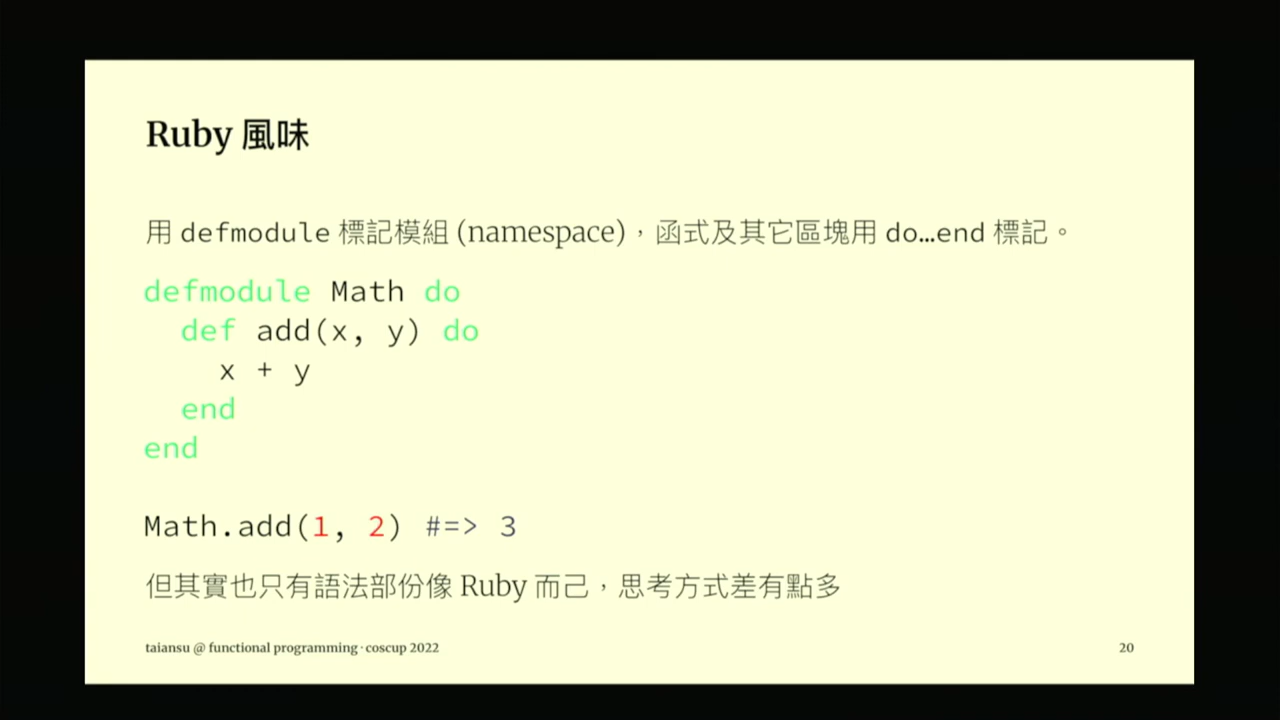 Ruby 風味
用 defmodule 標記模組 (namespace)，函式及其它區塊用 do…end 標記。
defmodule Math do
  def add(x, y) do
    x + y
  end
end
Math.add(1, 2) #=> 3
但其實也只有語法部份像 Ruby 而己，思考方式差有點多
taiansu @ functional programming · coscup 2022
20